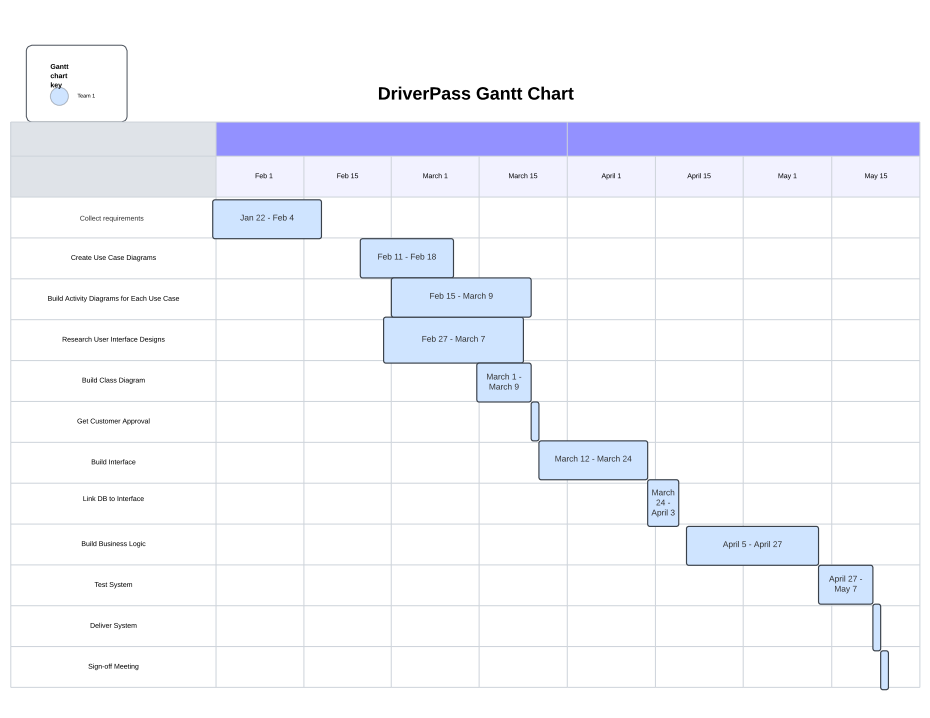 Gantt
chart
key
Team 1
DriverPass Gantt Chart
Feb 1
Feb 15
March 1
March 15
April 1
April 15
May 1
May 15
Collect requirements
Jan 22 - Feb 4
Create Use Case Diagrams
Feb 11 - Feb 18
Build Activity Diagrams for Each Use Case
Feb 15 - March 9
Research User Interface Designs
Feb 27 - March 7
Build Class Diagram
March 1 -
March 9
Get Customer Approval
Build Interface
March 12 - March 24
Link DB to Interface
March
24 -
April 3
Build Business Logic
April 5 - April 27
Test System
April 27 -
May 7
Deliver System
Sign-off Meeting